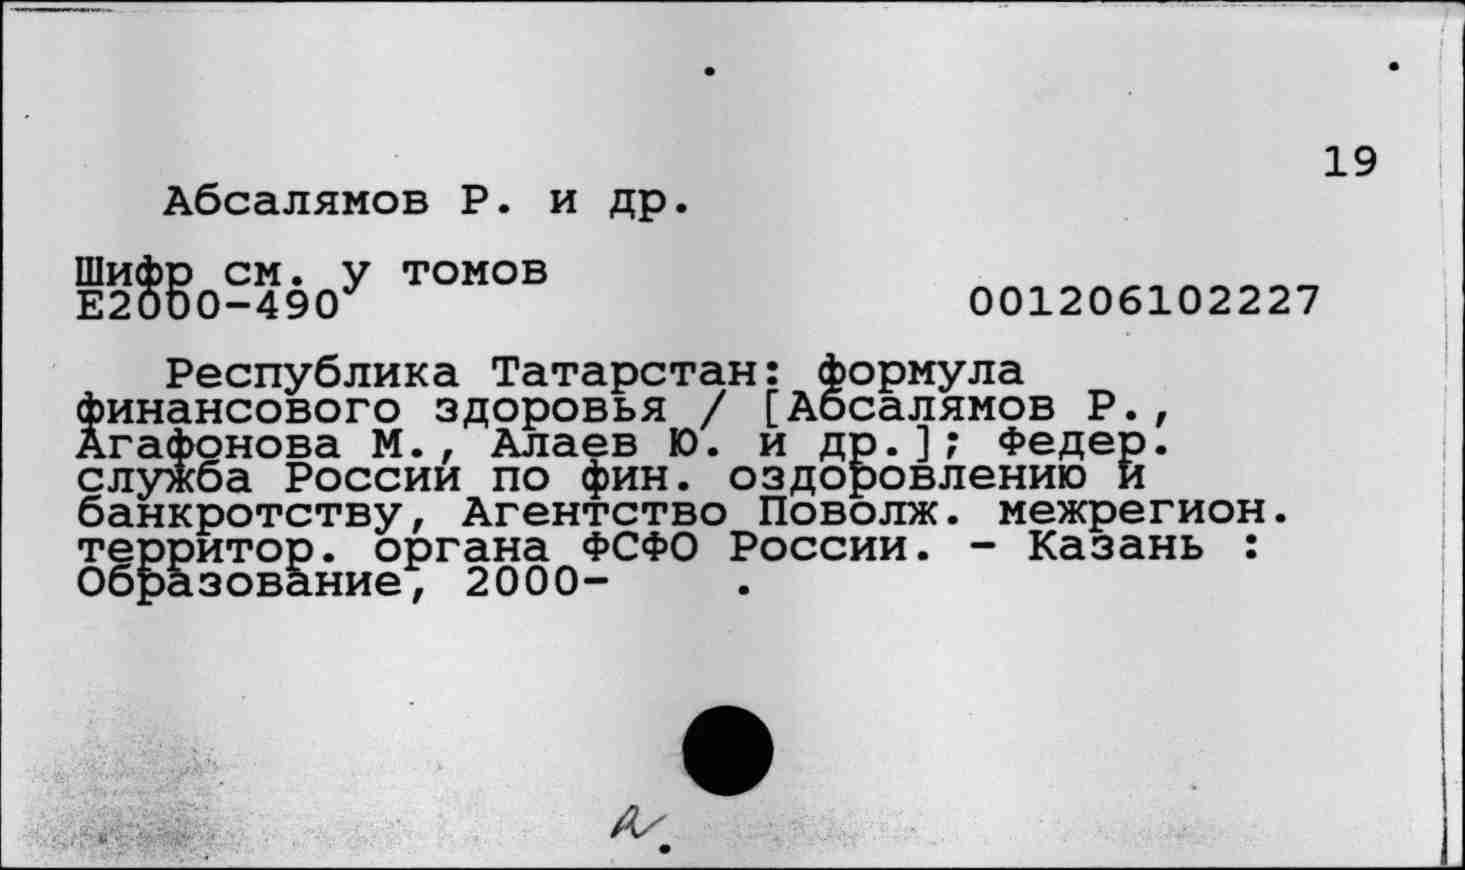 19
Абсалямов Р. и др.
Шифр см. у томов
Е2000-490
001206102227
Республика Татарстан: формула
финансового здоровья / [Абсалямов Р.,
Агафонова М., Алаев Ю. и др.]; Федер.
служба России по фин. оздоровлению и
банкротству, Агентство Поволж. межрегион.
территор. органа ФСФО России. - Казань :
Образование, 2000-    .